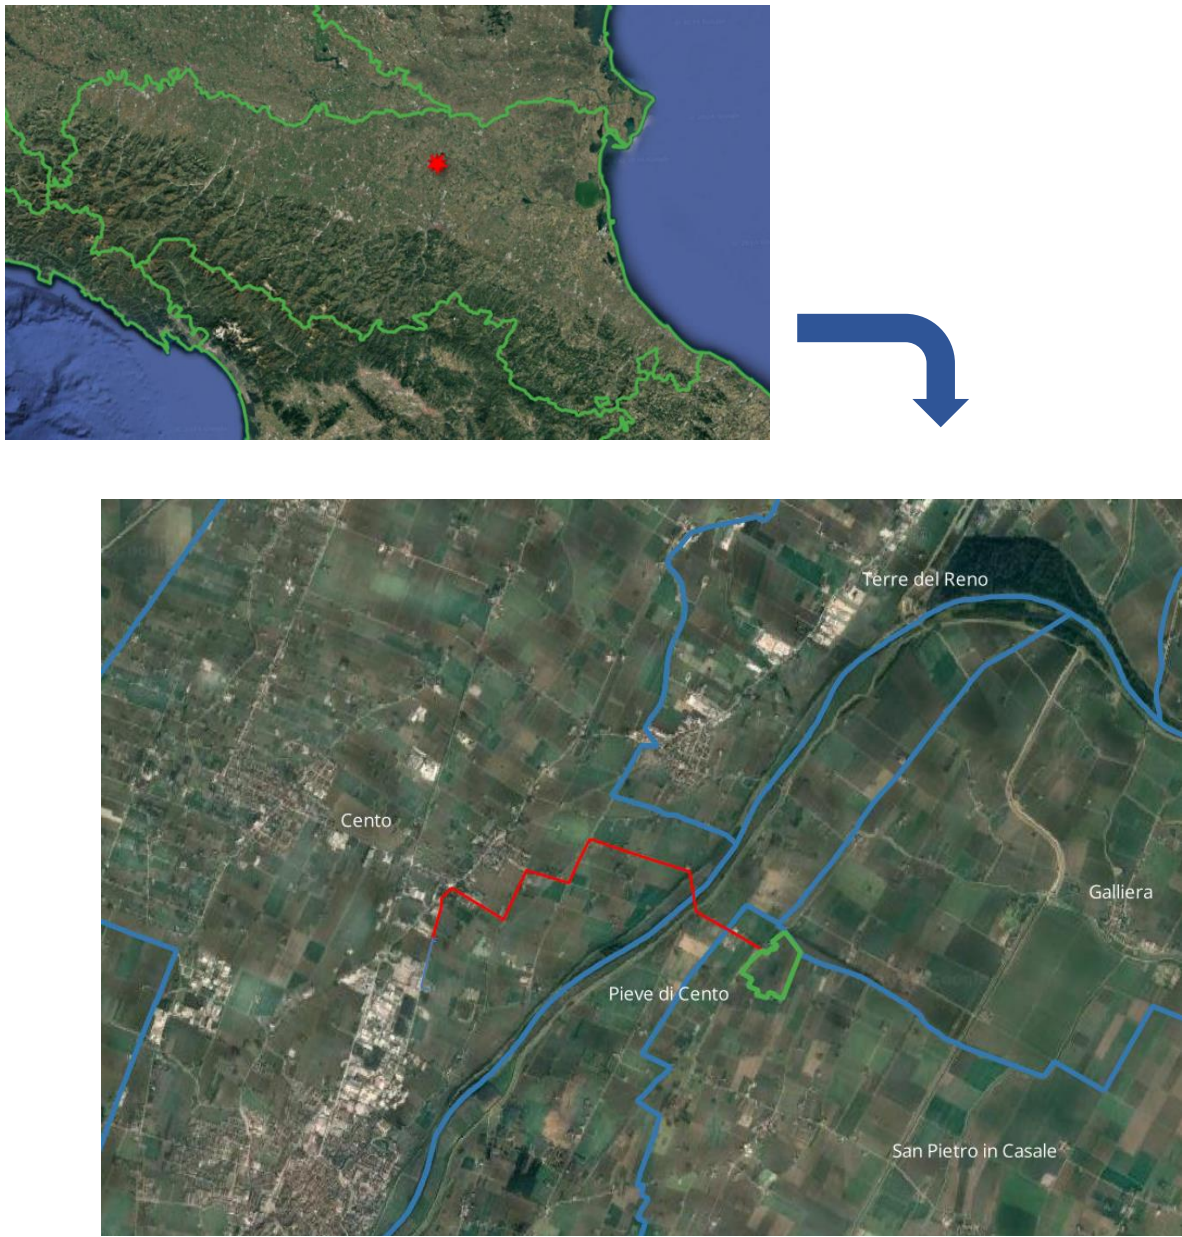 Terre del Reno
Cento
Galliera
Pieve di Cento
San Pietro in Casale